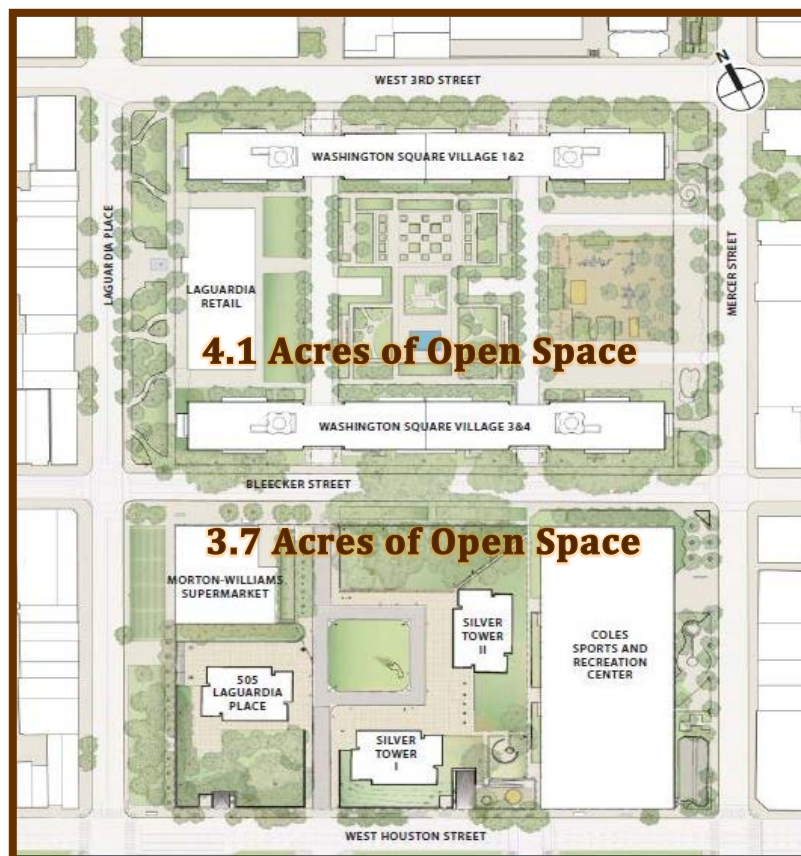 N
WEST 3RD STREET
WASHINGTON SQUARE VILLAGE 1&2
LAGUARDIA PLACE
MERCER STREET
LAGUARDIA
RETAIL
4.1 Acres of Open Space
WASHINGTON SQUARE VILLAGE 3&4
BLEECKER STREET
3.7 Acres of Open Space
MORTON-WILLIAMS
SUPERMARKET
SILVER
TOWER
II
COLES
SPORTS AND
RECREATION
CENTER
505
LAGUARDIA
PLACE
SILVER
TOWER
I
WEST HOUSTON STREET